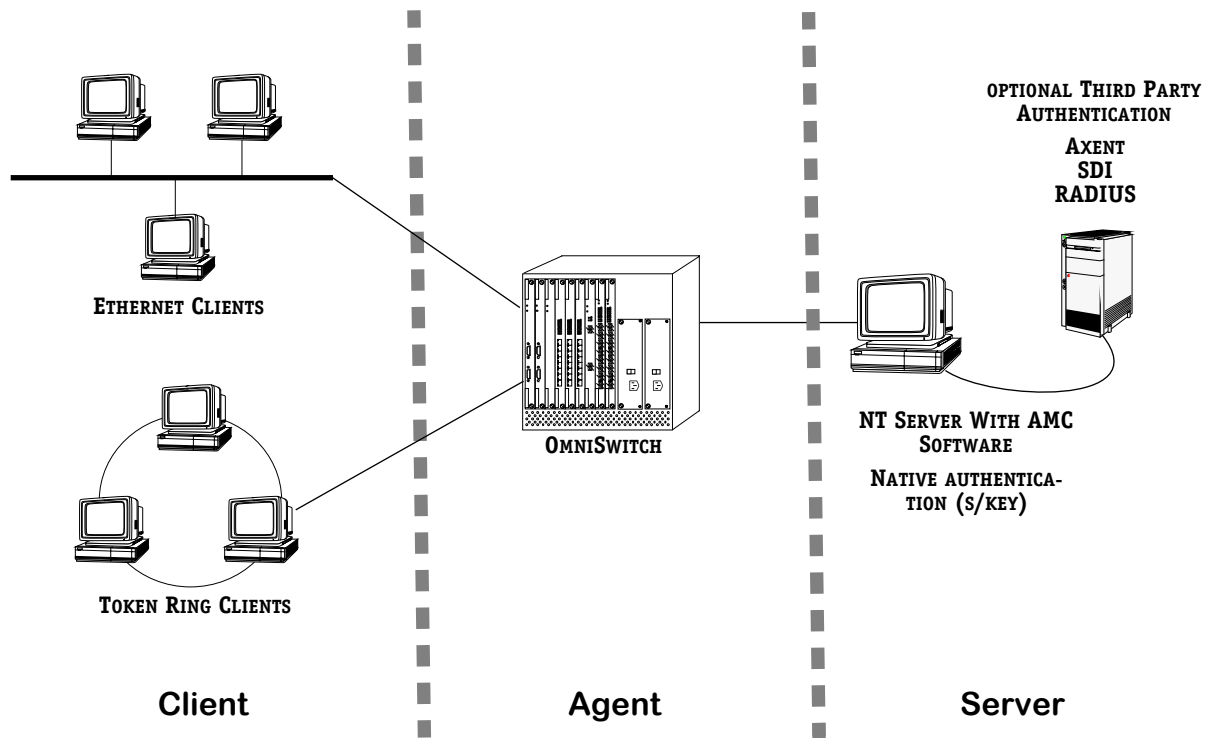 OPTIONAL THIRD PARTY
AUTHENTICATION
AXENT
SDI
RADIUS
ETHERNET CLIENTS
OMNISWITCH
NT SERVER WITH AMC
SOFTWARE
NATIVE AUTHENTICA-
TION (S/KEY)
TOKEN RING CLIENTS
Client
Agent
Server